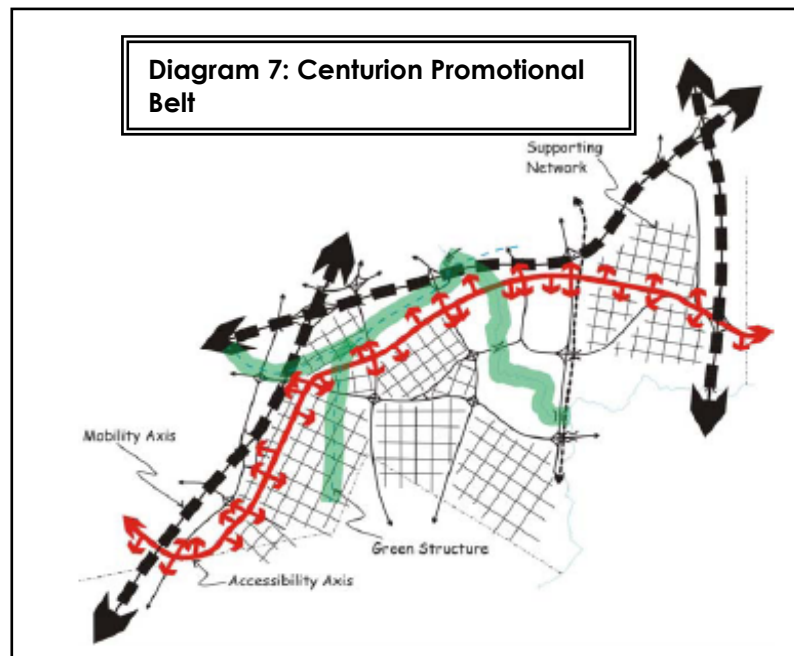 Diagram 7: Centurion Promotional
Belt
Supporting
Network
Mobility Axis
Green Structure
Accessibility Axis